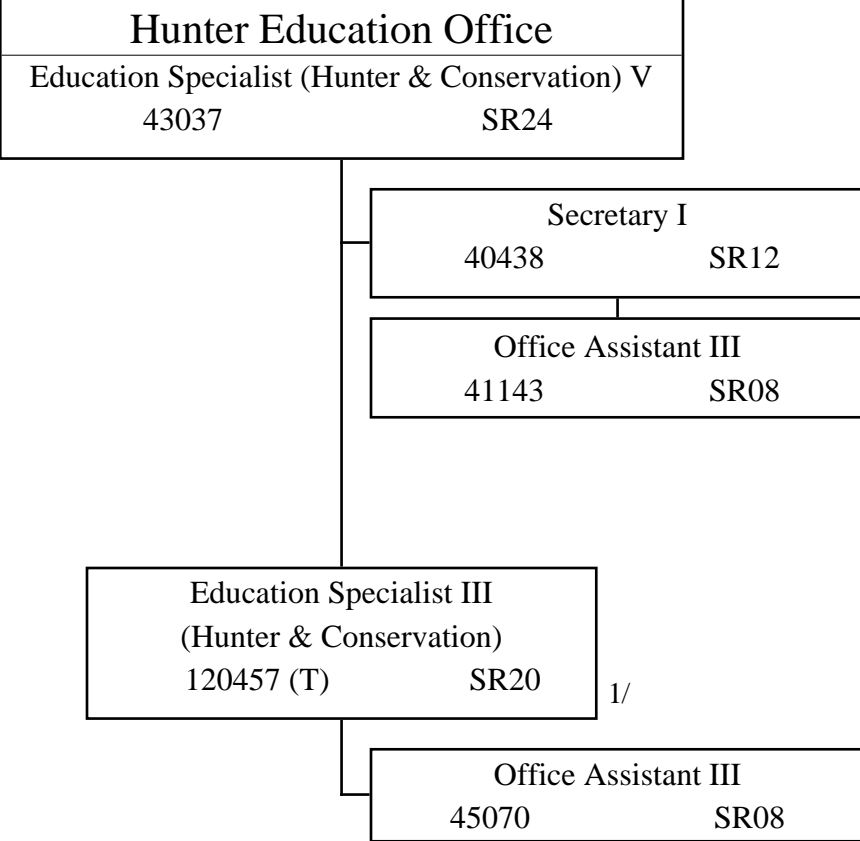 Hunter Education Office
Education Specialist (Hunter & Conservation) V
43037 SR24
Secretary I
40438 SR12
Office Assistant III
41143 SR08
Education Specialist III
(Hunter & Conservation)
120457 (T) SR20
1/
Office Assistant III
45070 SR08